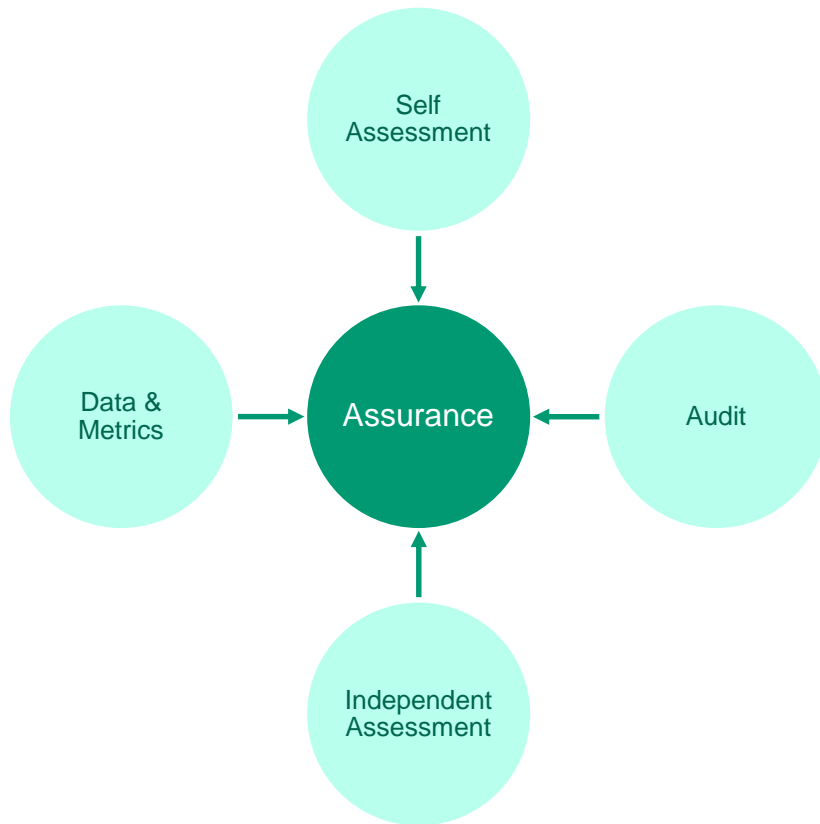 Self
Assessment
Data &
Metrics
Assurance
Audit
Independent
Assessment